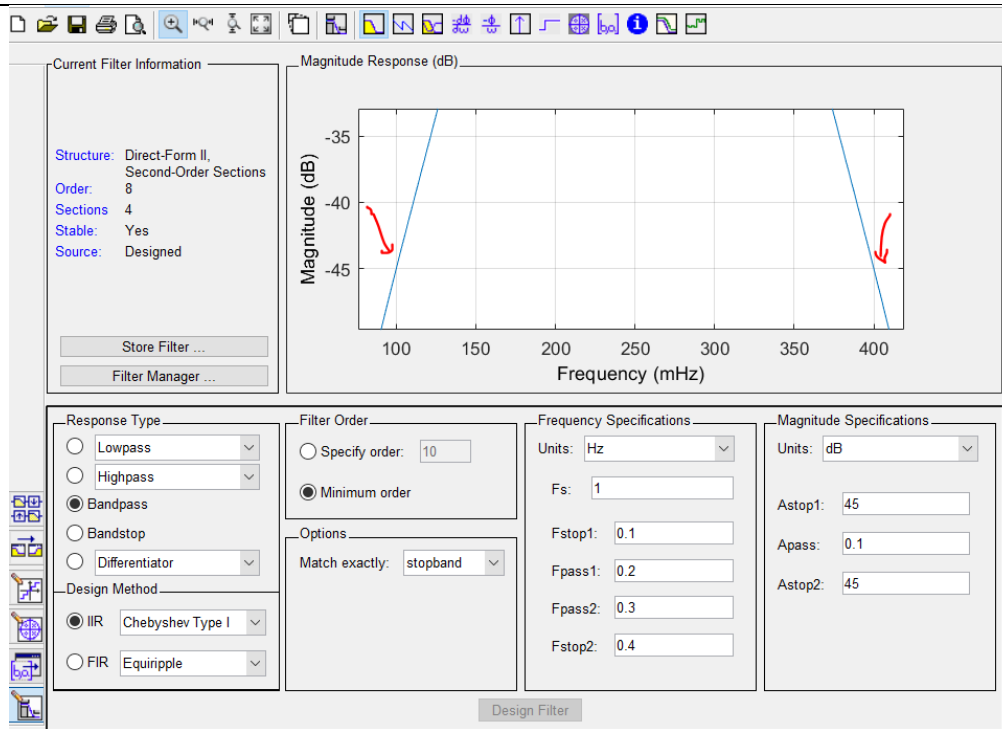 Current Filter Information
Structure: Direct-Form II,
Second-Order Sections
Order: 8
Sections 4
Stable: Yes
Source: Designed
Store Filter ...
Filter Manager ...
Magnitude Response (dB)
Magnitude (dB)
-35
-40
-45
100 150 200 250 300 350 400
Frequency (mHz)
Response Type
Lowpass
Highpass
Bandpass
Bandstop
Differentiator
Design Method
IIR Chebyshev Type I
FIR Equiripple
Filter Order
Specify order: 10
Minimum order
Options
Match exactly: stopband
Frequency Specifications
Units: Hz
Fs: 1
Fstop1: 0.1
Fpass1: 0.2
Fpass2: 0.3
Fstop2: 0.4
Magnitude Specifications
Units: dB
Astop1: 45
Apass: 0.1
Astop2: 45
Design Filter